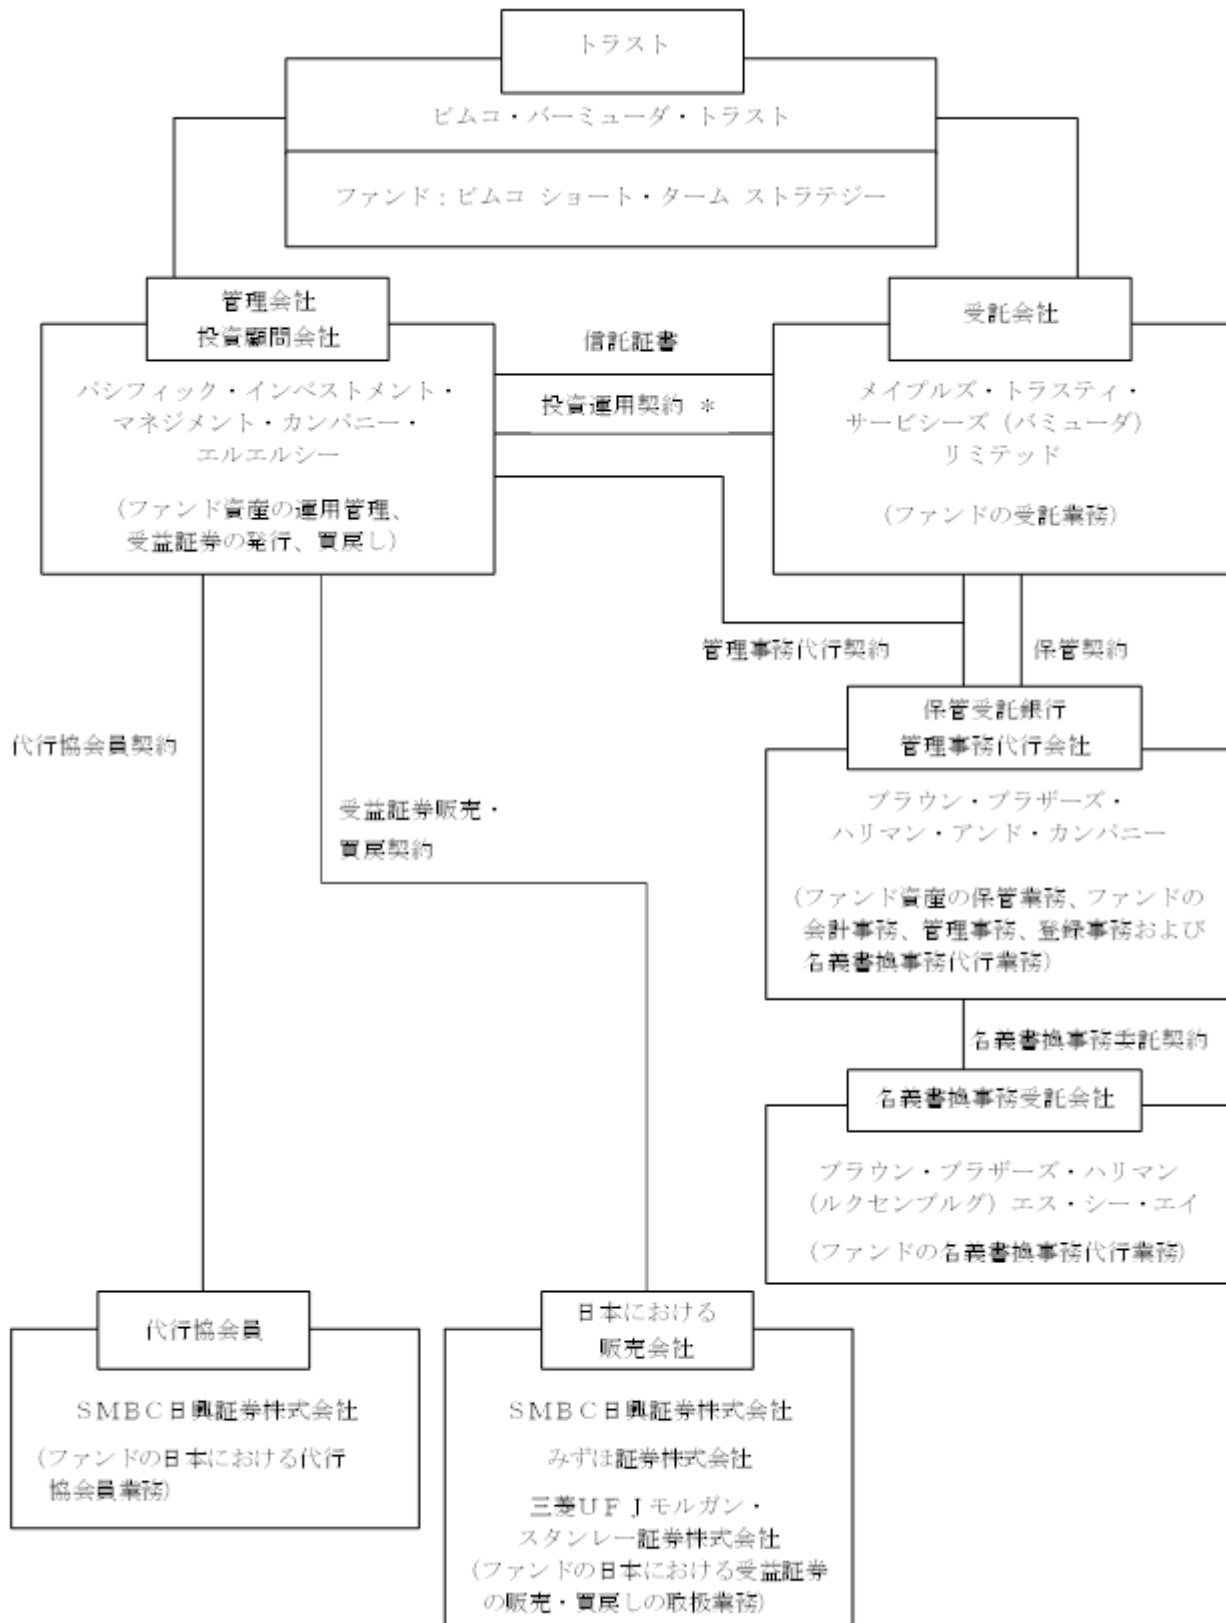 トラスト
ピムコ・バーミューダ・トラスト
ファンド：ピムコ ショート・ターム ストラテジー
管理会社
投資顧問会社
パシフィック・インベストメント・
マネジメント・カンパニー・
エルエルシー
（ファンド資産の運用管理、
受益証券の発行、買戻し）
信託証書
投資運用契約 ＊
受託会社
メイプルズ・トラスティ・
サービシーズ（バミューダ）
リミテッド
（ファンドの受託業務）
管理事務代行契約
保管契約
代行協会員契約
受益証券販売・
買戻契約
保管受託銀行
管理事務代行会社
ブラウン・ブラザーズ・
ハリマン・アンド・カンパニー
（ファンド資産の保管業務、ファンドの
会計事務、管理事務、登録事務および
名義書換事務代行業務）
名義書換事務委託契約
名義書換事務受託会社
ブラウン・ブラザーズ・ハリマン
（ルクセンブルグ）エス・シー・エイ
（ファンドの名義書換事務代行業務）
代行協会員
ＳＭＢＣ日興証券株式会社
（ファンドの日本における代行
協会員業務）
日本における
販売会社
ＳＭＢＣ日興証券株式会社
みずほ証券株式会社
三菱ＵＦＪモルガン・
スタンレー証券株式会社
（ファンドの日本における受益証券
の販売・買戻しの取扱業務）